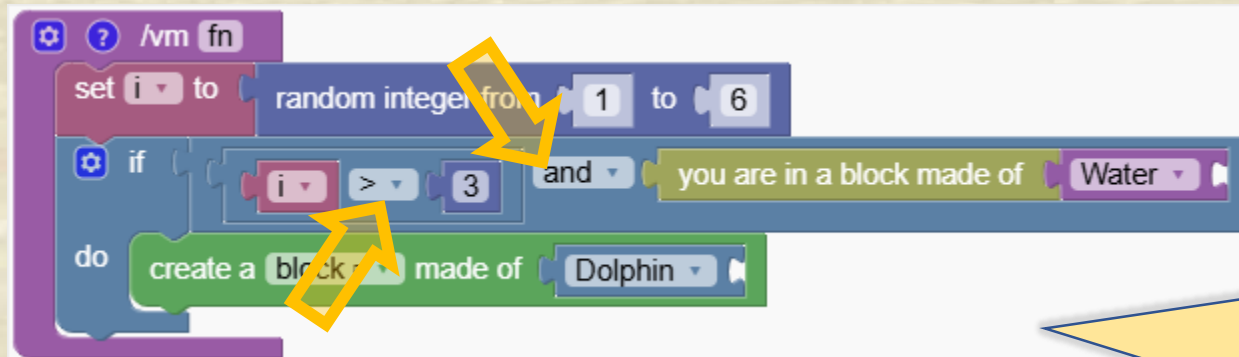 ? /vm fn
set i to random integer from 1 to 6
if i > 3 and you are in a block made of Water
do create a block made of Dolphin